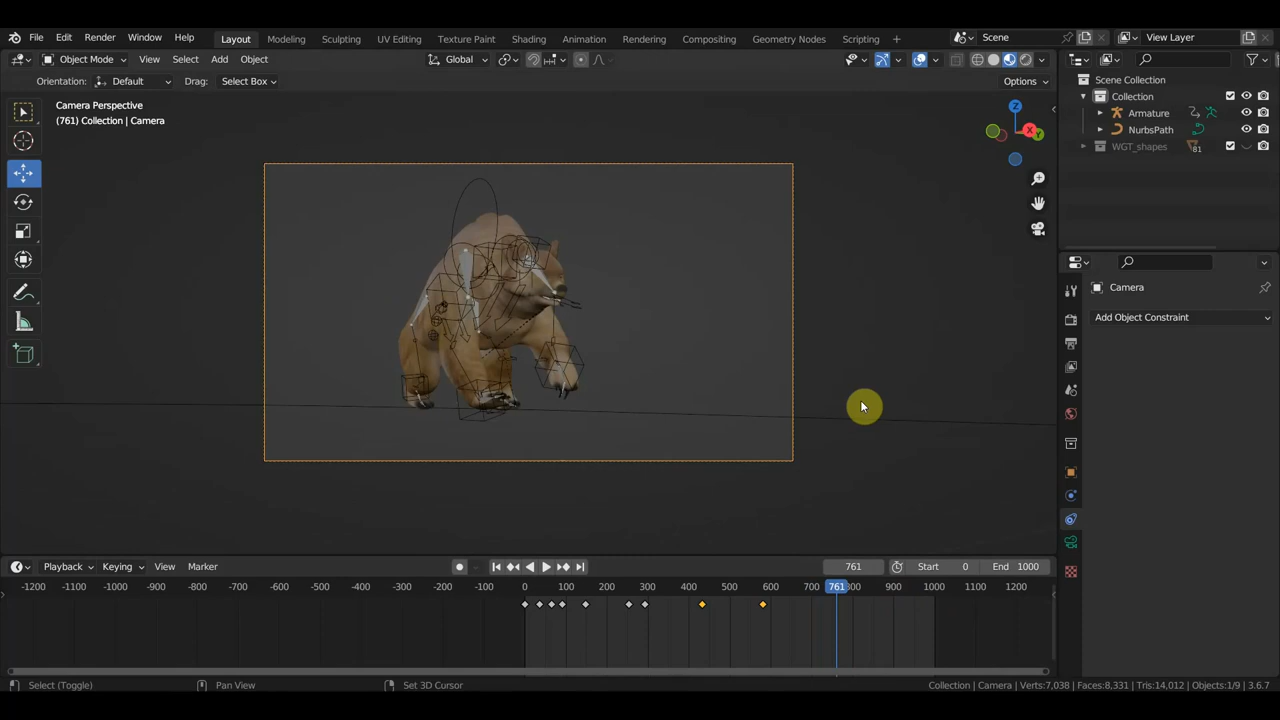 File Edit Render Window Help Layout Modeling Sculpting UV Editing Texture Paint Shading Animation Rendering Compositing Geometry Nodes Scripting + Scene View Layer
Object Mode View Select Add Object Global
Orientation: Default Drag: Select Box Options
Scene Collection
Collection
Armature
NurbsPath
WGT_shapes 81
Camera Perspective
(761) Collection | Camera
Z
X
Y
Camera
Add Object Constraint
Playback Keying View Marker 761 Start 0 End 1000
-1200 -1100 -1000 -900 -800 -700 -600 -500 -400 -300 -200 -100 0 100 200 300 400 500 600 700 761 800 900 1000 1100 1200
Select (Toggle) Pan View Set 3D Cursor Collection | Camera | Verts:7,038 | Faces:8,331 | Tris:14,012 | Objects:1/9 | 3.6.7